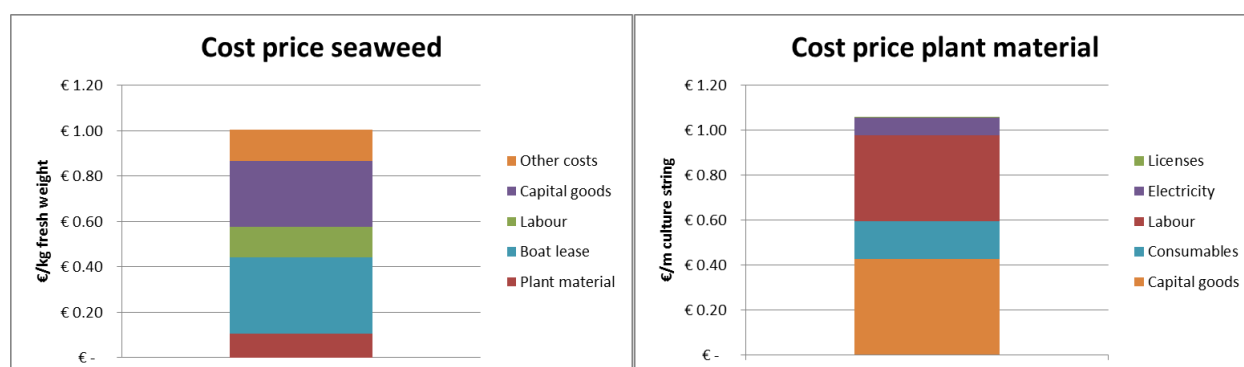 Cost price seaweed
€/kg fresh weight
€ 1.20
€ 1.00
€ 0.80
€ 0.60
€ 0.40
€ 0.20
€ -
Other costs
Capital goods
Labour
Boat lease
Plant material
Cost price plant material
€/m culture string
€ 1.20
€ 1.00
€ 0.80
€ 0.60
€ 0.40
€ 0.20
€ -
Licenses
Electricity
Labour
Consumables
Capital goods